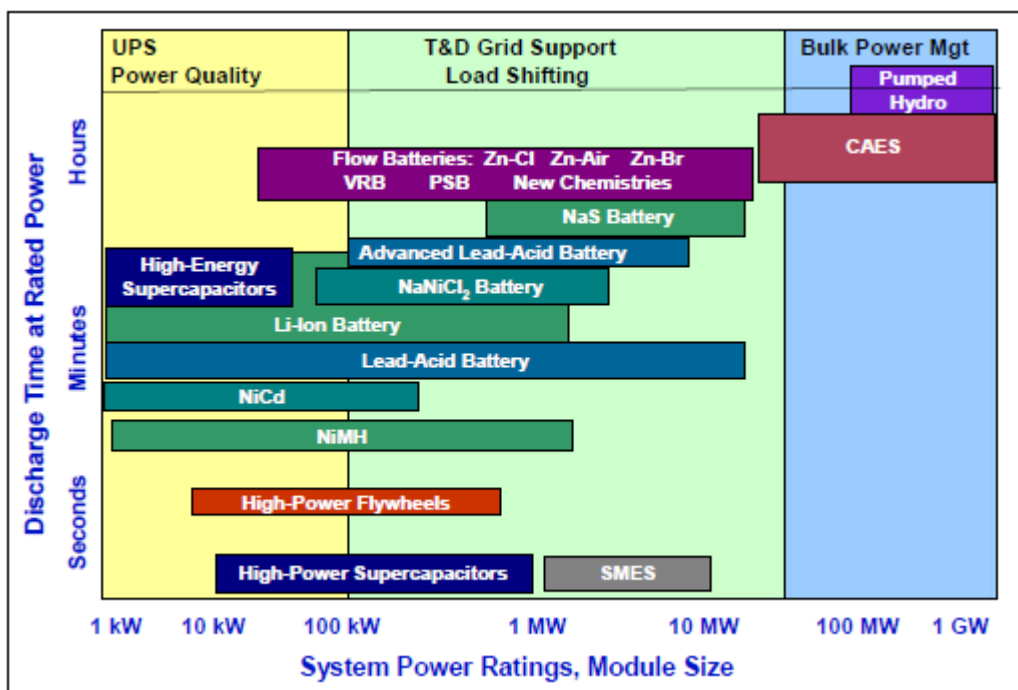 UPS
Power Quality
T&D Grid Support
Load Shifting
Bulk Power Mgt
Pumped
Hydro
CAES
Flow Batteries: Zn-Cl Zn-Air Zn-Br
VRB PSB New Chemistries
NaS Battery
Advanced Lead-Acid Battery
High-Energy
Supercapacitors
NaNiCl₂ Battery
Li-Ion Battery
Lead-Acid Battery
NiCd
NiMH
High-Power Flywheels
High-Power Supercapacitors
SMES
Discharge Time at Rated Power
Hours
Minutes
Seconds
1 kW 10 kW 100 kW 1 MW 10 MW 100 MW 1 GW
System Power Ratings, Module Size